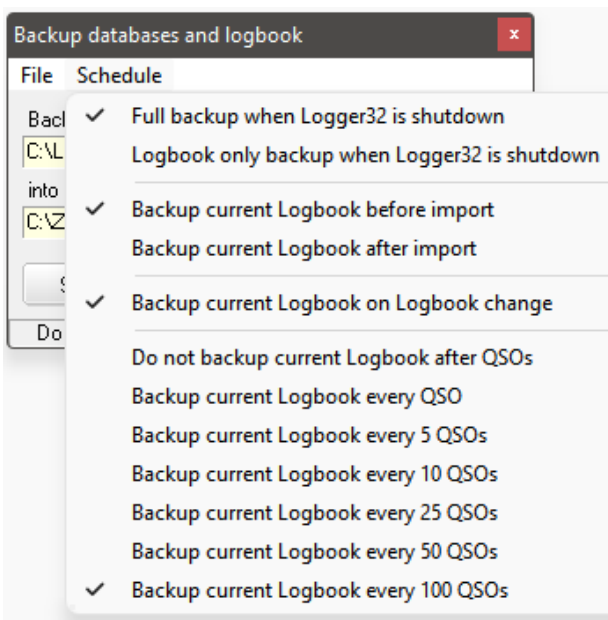 Backup databases and logbook
x
File Schedule
Full backup when Logger32 is shutdown
Logbook only backup when Logger32 is shutdown
C:\L
into
Backup current Logbook before import
C:\Z
Backup current Logbook after import
Backup current Logbook on Logbook change
Do
Do not backup current Logbook after QSOs
Backup current Logbook every QSO
Backup current Logbook every 5 QSOs
Backup current Logbook every 10 QSOs
Backup current Logbook every 25 QSOs
Backup current Logbook every 50 QSOs
Backup current Logbook every 100 QSOs